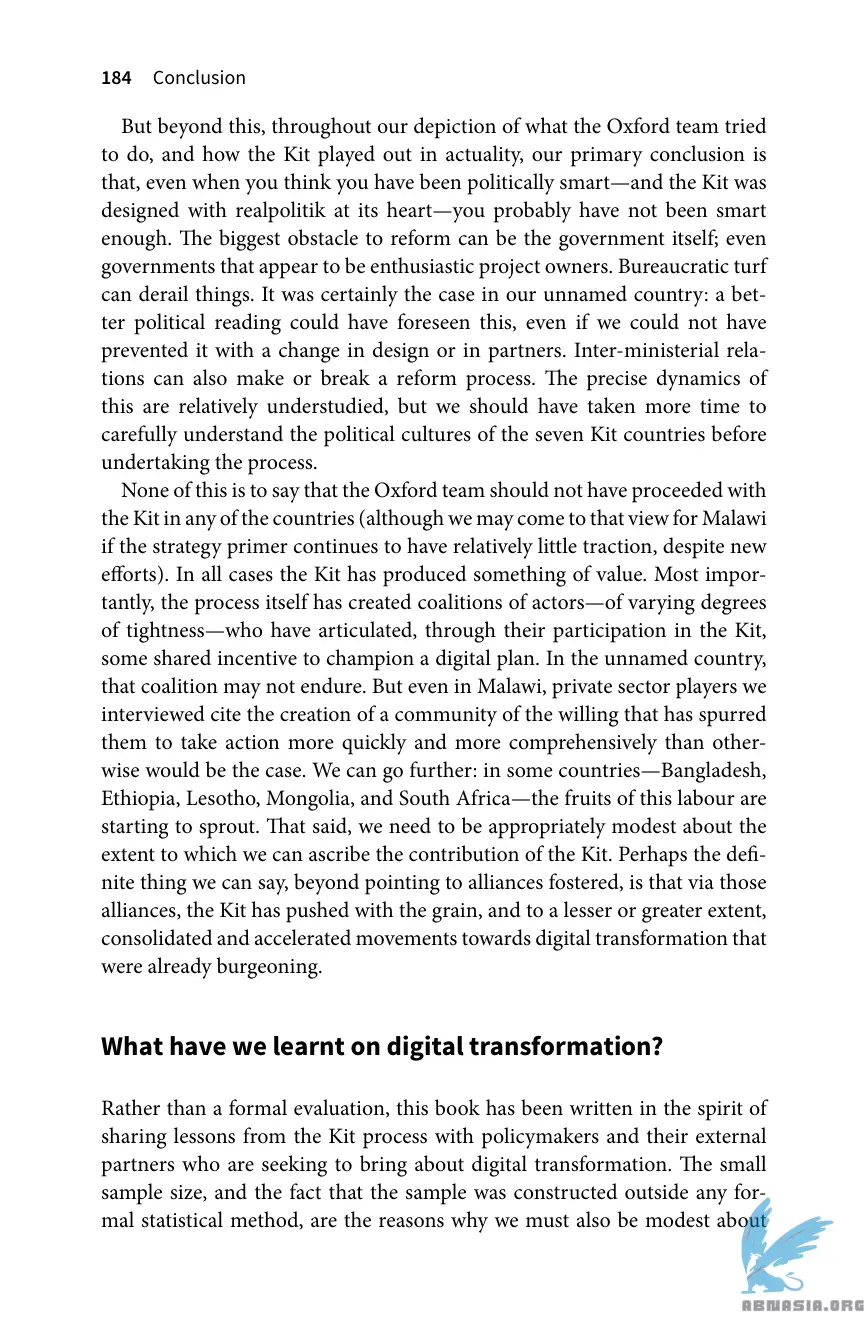 184 Conclusion
But beyond this, throughout our depiction of what the Oxford team tried
to do, and how the Kit played out in actuality, our primary conclusion is
that, even when you think you have been politically smart—and the Kit was
designed with realpolitik at its heart—you probably have not been smart
enough. The biggest obstacle to reform can be the government itself; even
governments that appear to be enthusiastic project owners. Bureaucratic turf
can derail things. It was certainly the case in our unnamed country: a bet-
ter political reading could have foreseen this, even if we could not have
prevented it with a change in design or in partners. Inter-ministerial rela-
tions can also make or break a reform process. The precise dynamics of
this are relatively understudied, but we should have taken more time to
carefully understand the political cultures of the seven Kit countries before
undertaking the process.
None of this is to say that the Oxford team should not have proceeded with
the Kit in any of the countries (although we may come to that view for Malawi
if the strategy primer continues to have relatively little traction, despite new
efforts). In all cases the Kit has produced something of value. Most impor-
tantly, the process itself has created coalitions of actors—of varying degrees
of tightness—who have articulated, through their participation in the Kit,
some shared incentive to champion a digital plan. In the unnamed country,
that coalition may not endure. But even in Malawi, private sector players we
interviewed cite the creation of a community of the willing that has spurred
them to take action more quickly and more comprehensively than other-
wise would be the case. We can go further: in some countries—Bangladesh,
Ethiopia, Lesotho, Mongolia, and South Africa—the fruits of this labour are
starting to sprout. That said, we need to be appropriately modest about the
extent to which we can ascribe the contribution of the Kit. Perhaps the defi-
nite thing we can say, beyond pointing to alliances fostered, is that via those
alliances, the Kit has pushed with the grain, and to a lesser or greater extent,
consolidated and accelerated movements towards digital transformation that
were already burgeoning.
What have we learnt on digital transformation?
Rather than a formal evaluation, this book has been written in the spirit of
sharing lessons from the Kit process with policymakers and their external
partners who are seeking to bring about digital transformation. The small
sample size, and the fact that the sample was constructed outside any for-
mal statistical method, are the reasons why we must also be modest about
ABNASIA.ORG